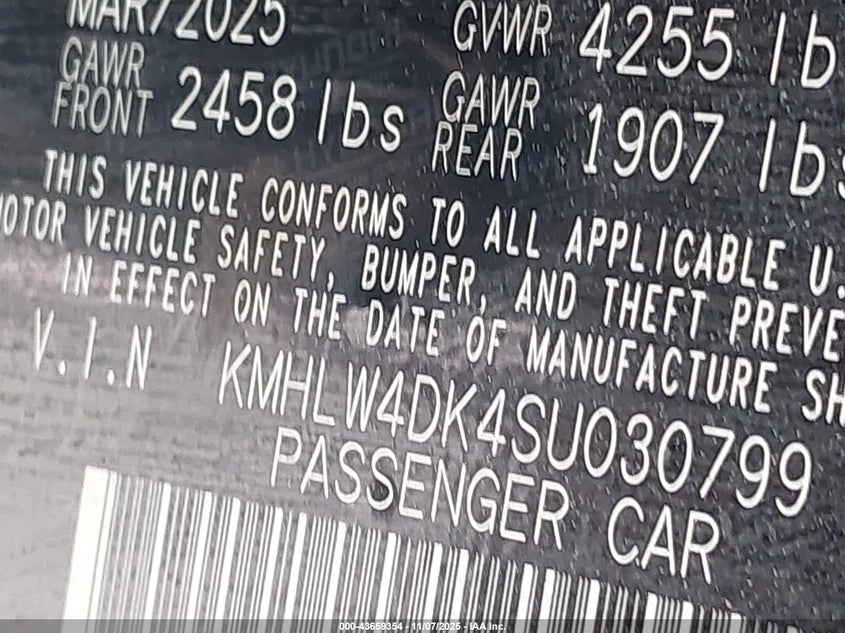 MAR/2025 GVWR 4255 lb
GAWR FRONT 2458 lbs GAWR REAR 1907 lbs
THIS VEHICLE CONFORMS TO ALL APPLICABLE U.
MOTOR VEHICLE SAFETY, BUMPER, AND THEFT PREVE
IN EFFECT ON THE DATE OF MANUFACTURE SH
V.I.N KMHLW4DK4SU030799
PASSENGER CAR
000-43659354 - 11/07/2025 - IAA Inc.